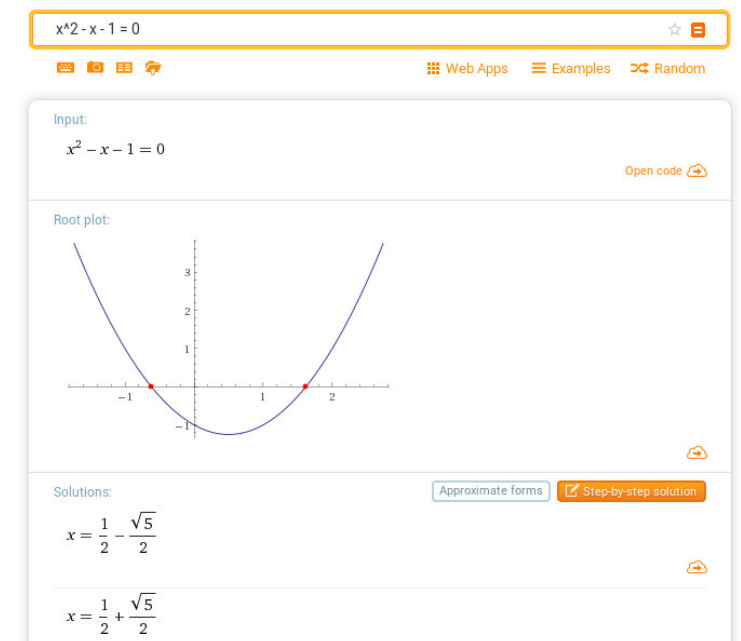 x^2 - x - 1 = 0
Web Apps Examples Random
Input:
x² − x − 1 = 0
Open code
Root plot:
3
2
1
−1 1 2
−1
Solutions:
Approximate forms Step-by-step solution
x = 1/2 − √5/2
x = 1/2 + √5/2